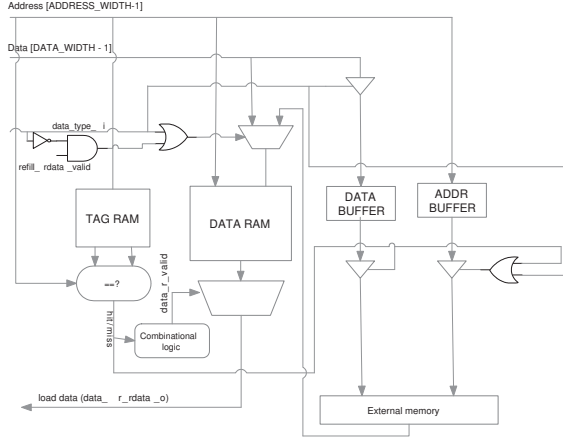 Address [ADDRESS_WIDTH-1]
Data [DATA_WIDTH - 1]
data_type_ i
refill_ rdata _valid
TAG RAM
DATA RAM
DATA
BUFFER
ADDR
BUFFER
==?
data_r_valid
hit/miss
Combinational
logic
load data (data_ r_rdata _o)
External memory